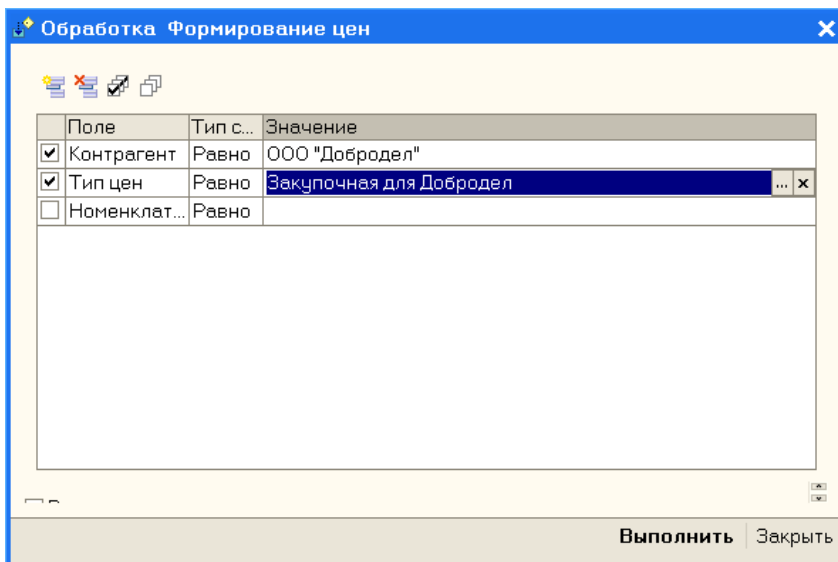 Обработка Формирование цен
Поле Тип с... Значение
Контрагент Равно ООО "Добродел"
Тип цен Равно Закупочная для Добродел ...
Номенклат... Равно
Выполнить Закрыть